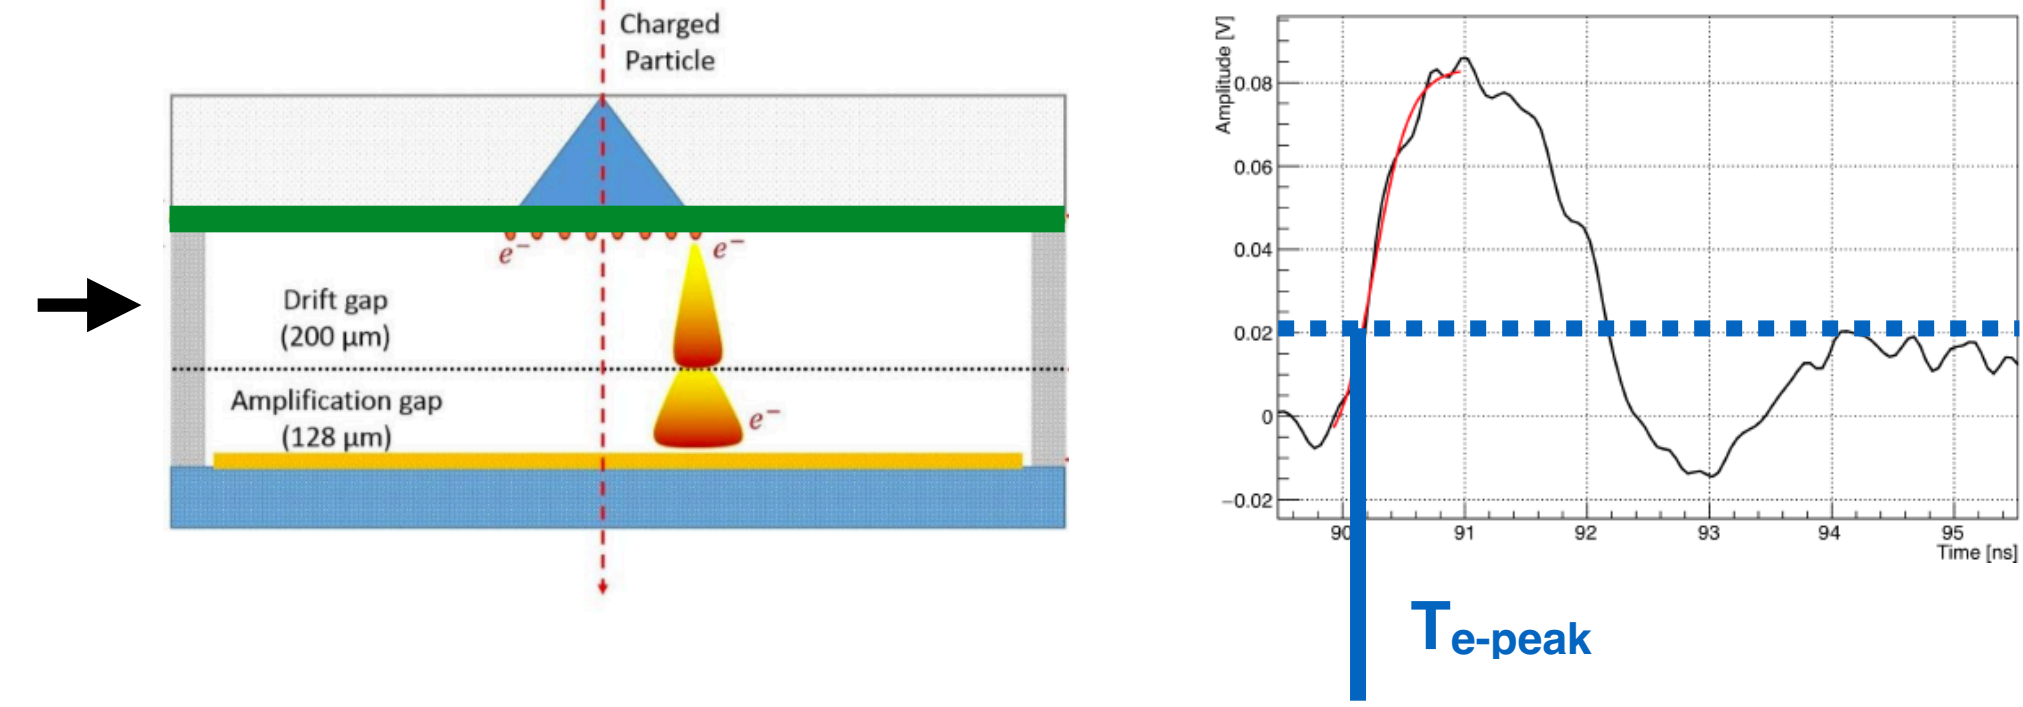 Charged
Particle
e⁻
e⁻
Drift gap
(200 μm)
Amplification gap
(128 μm)
e⁻
Amplitude [V]
0.08
0.06
0.04
0.02
0
−0.02
90
91
92
93
94
95
Time [ns]
Te-peak